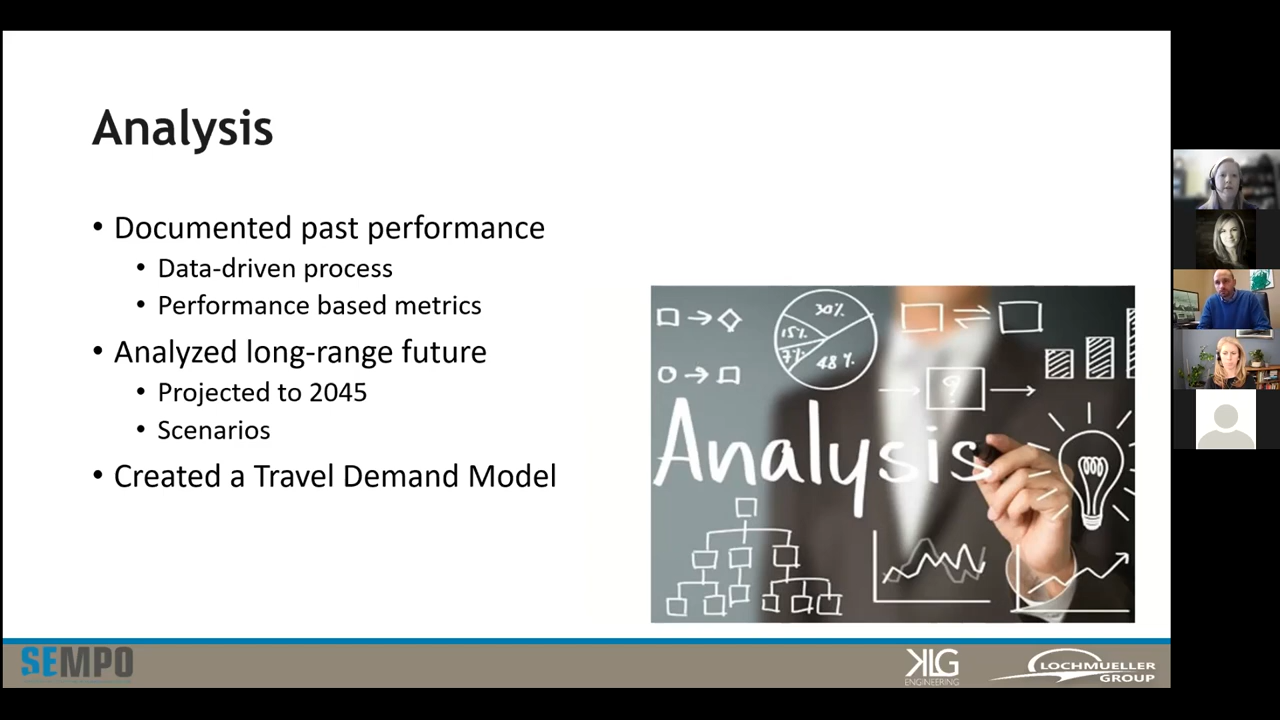 Analysis
• Documented past performance
• Data-driven process
• Performance based metrics
• Analyzed long-range future
• Projected to 2045
• Scenarios
• Created a Travel Demand Model
30%
15%
7%
48%
?
Analysis
SEMPO
KLG
ENGINEERING
LOCHMUELLER
GROUP